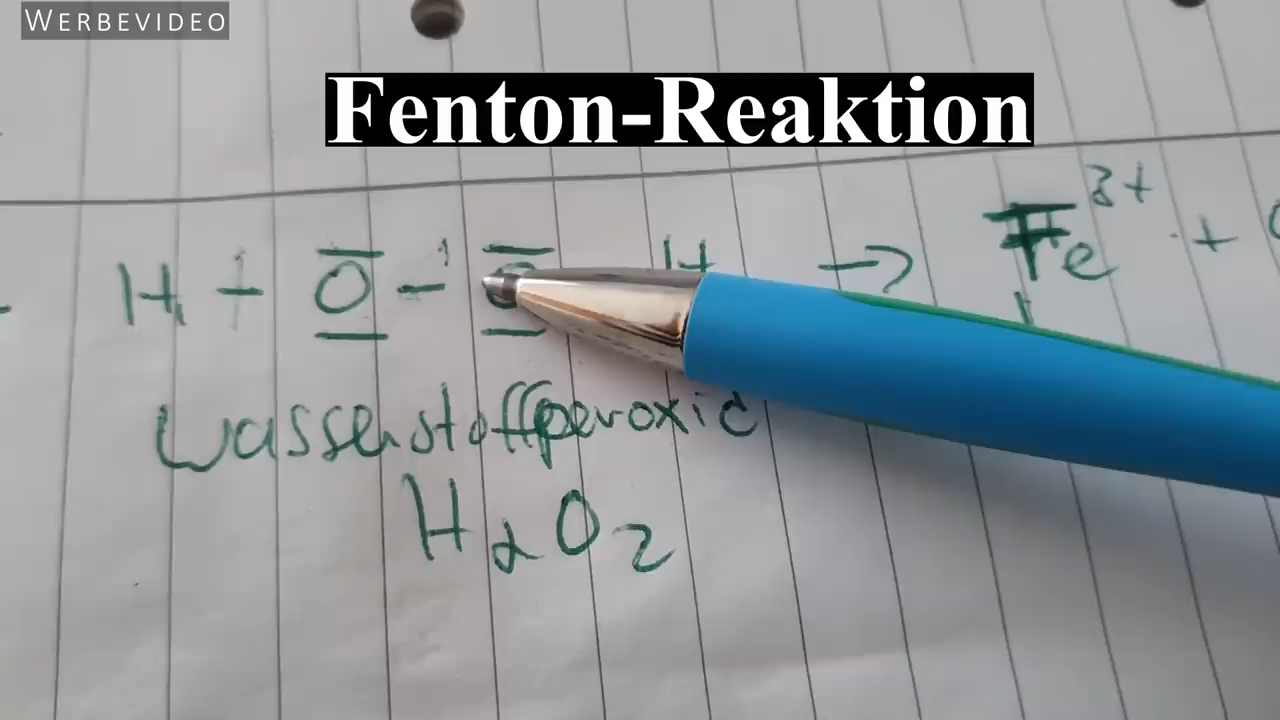 WERBEVIDEO
Fenton-Reaktion
H - O - O H → Fe³⁺ +
Wasserstoffperoxid
H₂O₂